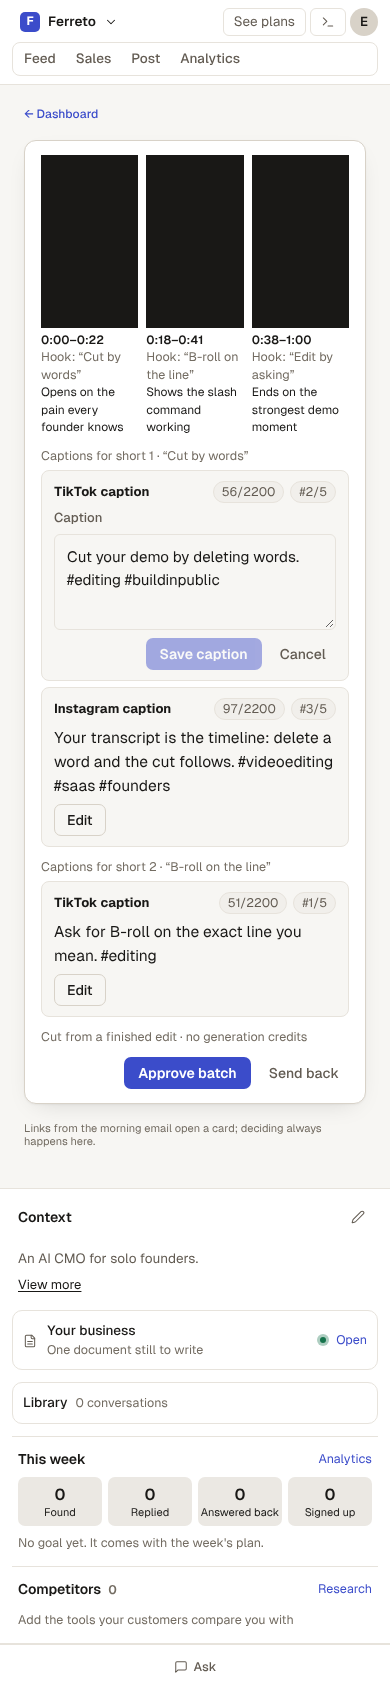 F Ferreto
See plans
E
Feed Sales Post Analytics
← Dashboard
0:00–0:22
Hook: “Cut by
words”
Opens on the
pain every
founder knows
0:18–0:41
Hook: “B-roll on
the line”
Shows the slash
command
working
0:38–1:00
Hook: “Edit by
asking”
Ends on the
strongest demo
moment
Captions for short 1 · “Cut by words”
TikTok caption 56/2200 #2/5
Caption
Cut your demo by deleting words.
#editing #buildinpublic
Save caption Cancel
Instagram caption 97/2200 #3/5
Your transcript is the timeline: delete a
word and the cut follows. #videoediting
#saas #founders
Edit
Captions for short 2 · “B-roll on the line”
TikTok caption 51/2200 #1/5
Ask for B-roll on the exact line you
mean. #editing
Edit
Cut from a finished edit · no generation credits
Approve batch Send back
Links from the morning email open a card; deciding always
happens here.
Context
An AI CMO for solo founders.
View more
Your business
One document still to write
Open
Library 0 conversations
This week Analytics
0 0 0 0
Found Replied Answered back Signed up
No goal yet. It comes with the week's plan.
Competitors 0 Research
Add the tools your customers compare you with
Ask